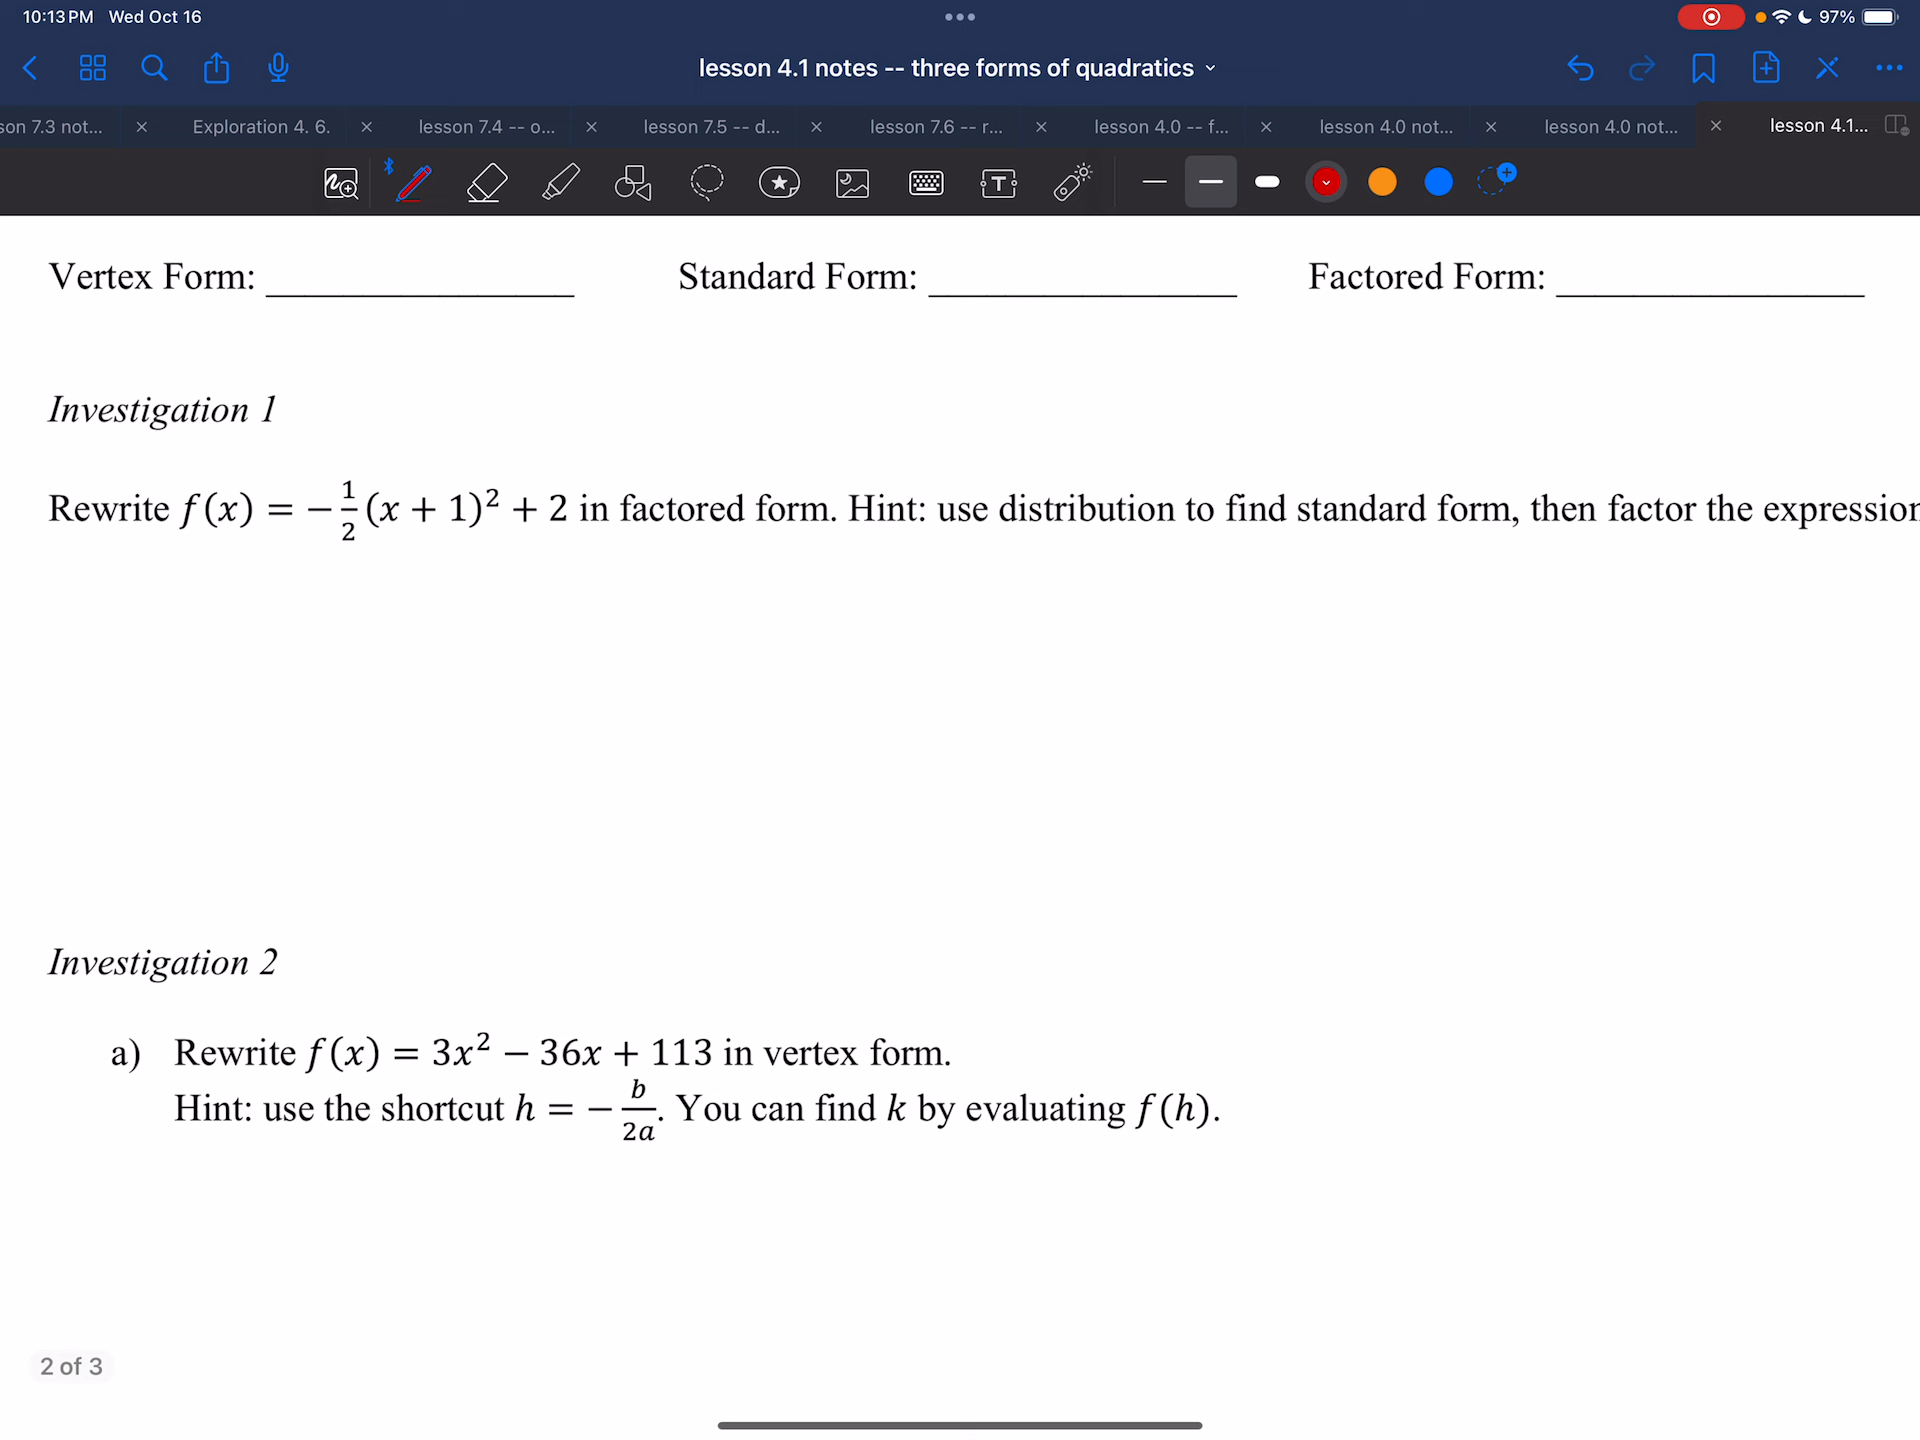 10:13 PM Wed Oct 16
97%
lesson 4.1 notes -- three forms of quadratics
son 7.3 not... × Exploration 4. 6. × lesson 7.4 -- o... × lesson 7.5 -- d... × lesson 7.6 -- r... × lesson 4.0 -- f... × lesson 4.0 not... × lesson 4.0 not... × lesson 4.1...
Vertex Form: ________________ Standard Form: ________________ Factored Form: ________________
Investigation 1
Rewrite f(x) = −1/2(x + 1)² + 2 in factored form. Hint: use distribution to find standard form, then factor the expression
Investigation 2
a) Rewrite f(x) = 3x² − 36x + 113 in vertex form.
Hint: use the shortcut h = −b/2a. You can find k by evaluating f(h).
2 of 3